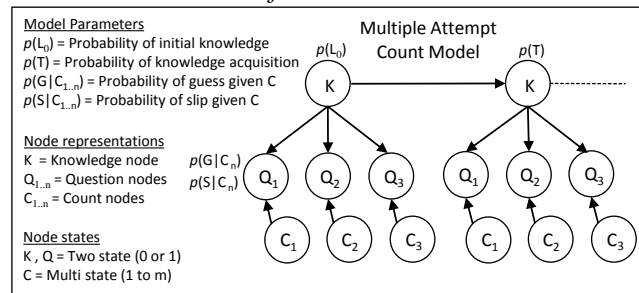 Model Parameters
p(L₀) = Probability of initial knowledge
p(T) = Probability of knowledge acquisition
p(G|C₁..ₙ) = Probability of guess given C
p(S|C₁..ₙ) = Probability of slip given C
Node representations
K = Knowledge node
Q₁..ₙ = Question nodes
C₁..ₙ = Count nodes
Node states
K , Q = Two state (0 or 1)
C = Multi state (1 to m)
Multiple Attempt
Count Model
p(L₀)
p(T)
K
K
p(G|Cₙ)
p(S|Cₙ)
Q₁ Q₂ Q₃ Q₁ Q₂ Q₃
C₁ C₂ C₃ C₁ C₂ C₃